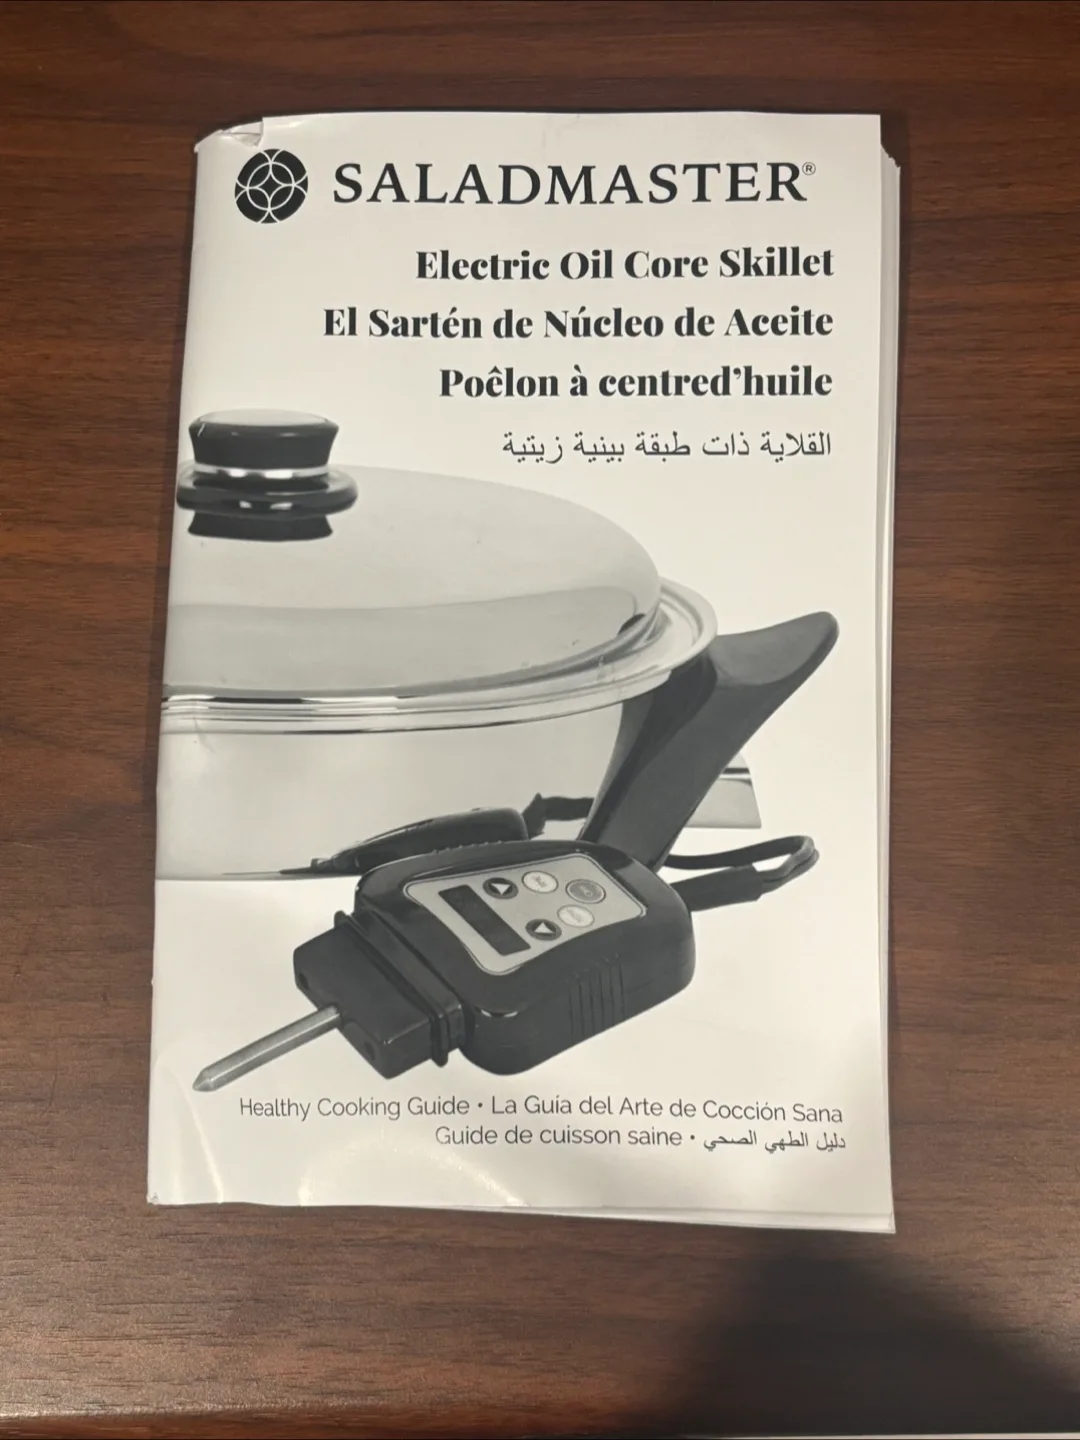 SALADMASTER®
Electric Oil Core Skillet
El Sartén de Núcleo de Aceite
Poêlon à centred’huile
القلاية ذات طبقة بينية زيتية
Healthy Cooking Guide • La Guía del Arte de Cocción Sana
Guide de cuisson saine • دليل الطهي الصحي